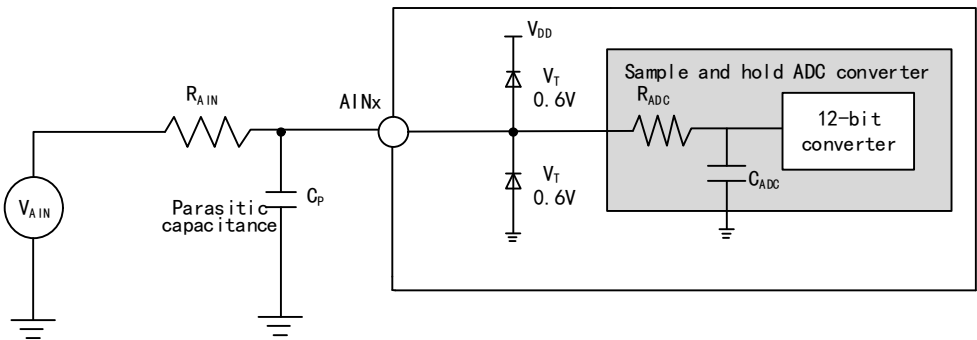 V_DD
Sample and hold ADC converter
V_T
0.6V
R_AIN
AINx
R_ADC
12-bit
converter
V_T
0.6V
C_ADC
C_P
V_AIN
Parasitic
capacitance